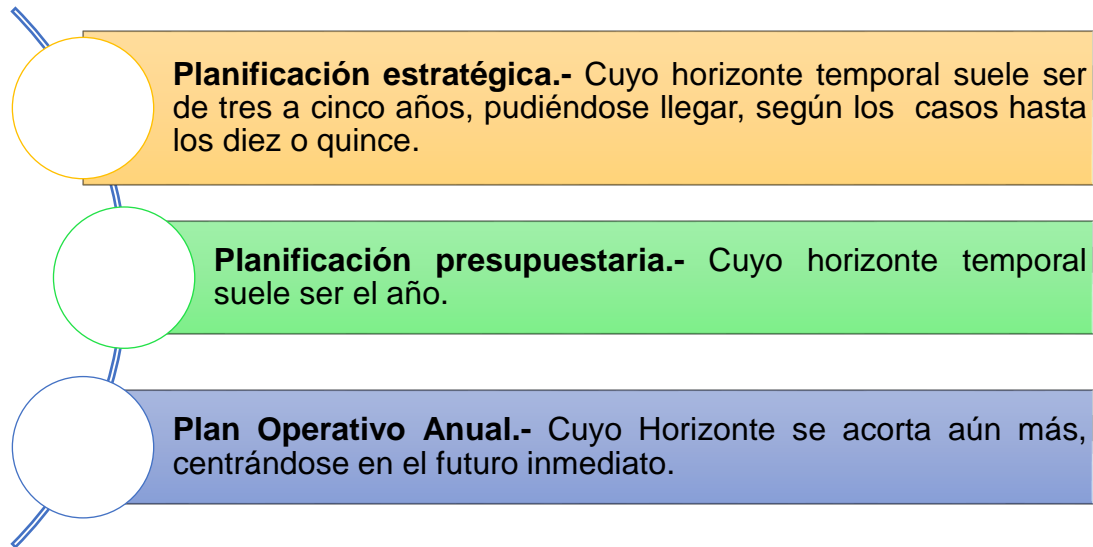 Planificación estratégica.- Cuyo horizonte temporal suele ser
de tres a cinco años, pudiéndose llegar, según los casos hasta
los diez o quince.
Planificación presupuestaria.- Cuyo horizonte temporal
suele ser el año.
Plan Operativo Anual.- Cuyo Horizonte se acorta aún más,
centrándose en el futuro inmediato.